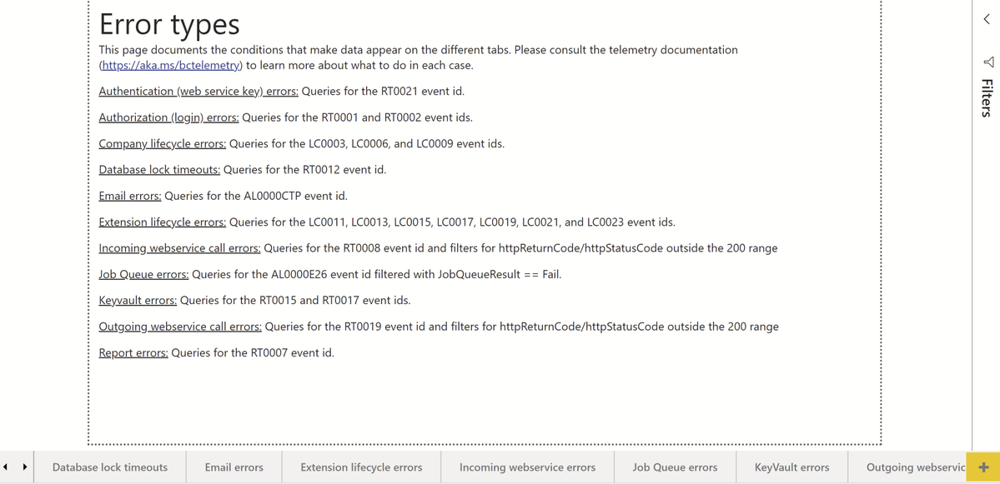 Error types
This page documents the conditions that make data appear on the different tabs. Please consult the telemetry documentation
(https://aka.ms/bctelemetry) to learn more about what to do in each case.
Authentication (web service key) errors: Queries for the RT0021 event id.
Authorization (login) errors: Queries for the RT0001 and RT0002 event ids.
Company lifecycle errors: Queries for the LC0003, LC0006, and LC0009 event ids.
Database lock timeouts: Queries for the RT0012 event id.
Email errors: Queries for the AL0000CTP event id.
Extension lifecycle errors: Queries for the LC0011, LC0013, LC0015, LC0017, LC0019, LC0021, and LC0023 event ids.
Incoming webservice call errors: Queries for the RT0008 event id and filters for httpReturnCode/httpStatusCode outside the 200 range
Job Queue errors: Queries for the AL0000E26 event id filtered with JobQueueResult == Fail.
Keyvault errors: Queries for the RT0015 and RT0017 event ids.
Outgoing webservice call errors: Queries for the RT0019 event id and filters for httpReturnCode/httpStatusCode outside the 200 range
Report errors: Queries for the RT0007 event id.
Filters
Database lock timeouts Email errors Extension lifecycle errors Incoming webservice errors Job Queue errors KeyVault errors Outgoing webservic +